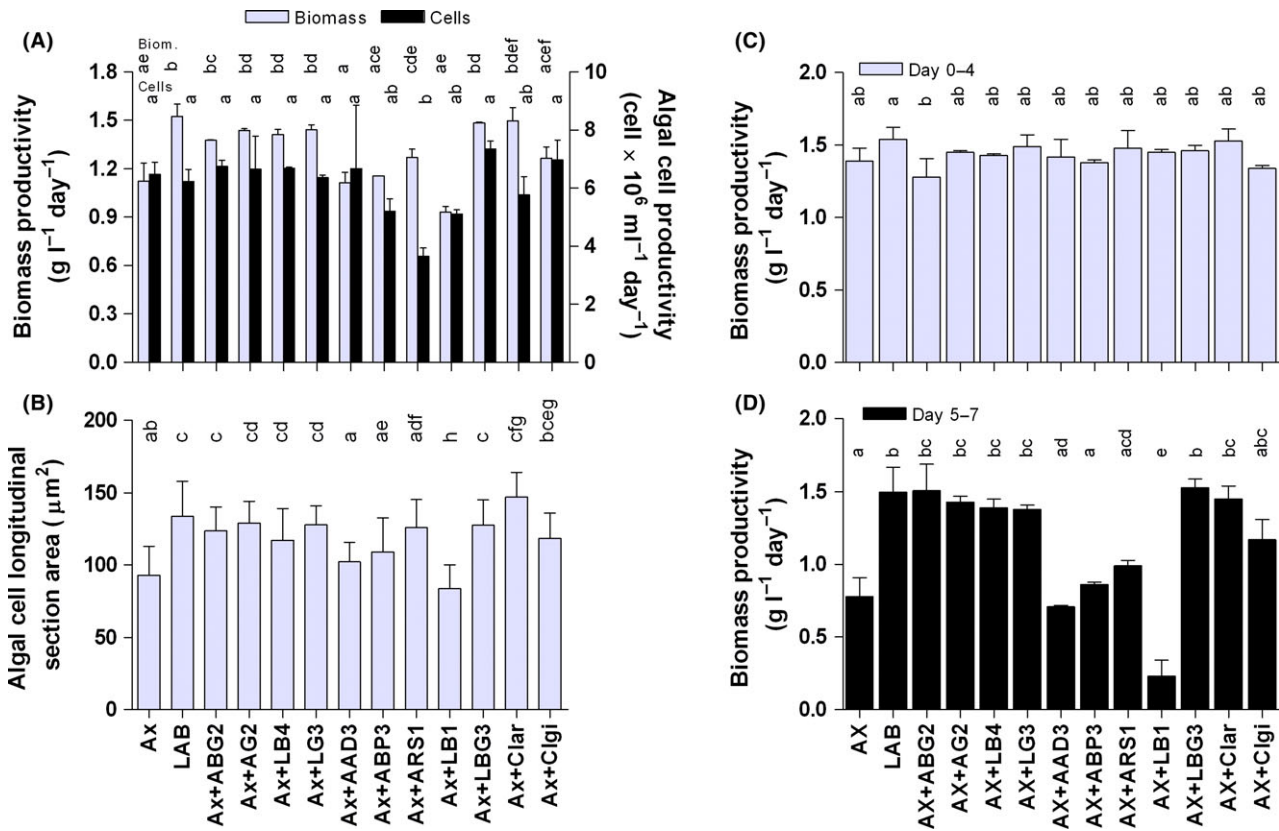 Biomass Cells
(A)
Biom.
ae b bc bd bd bd a ace cde ae bd bdef acef
Cells
a a a a a a a ab b ab a ab a
1.8
1.5
1.2
0.9
0.6
0.3
0.0
Biomass productivity
(g l⁻¹ day⁻¹)
10
8
6
4
2
0
Algal cell productivity
(cell × 10⁶ ml⁻¹ day⁻¹)
(B)
200
150
100
50
0
Algal cell longitudinal
section area (μm²)
ab c c cd cd cd a ae adf h c cfg bceg
Ax
LAB
Ax+ABG2
Ax+AG2
Ax+LB4
Ax+LG3
Ax+AAD3
Ax+ABP3
Ax+ARS1
Ax+LB1
Ax+LBG3
Ax+Clar
Ax+Clgi
(C)
Day 0–4
ab a b ab ab ab ab ab ab ab ab ab ab
2.0
1.5
1.0
0.5
0.0
Biomass productivity
(g l⁻¹ day⁻¹)
(D)
Day 5–7
a b bc bc bc bc ad a acd e b bc abc
2.0
1.5
1.0
0.5
0.0
Biomass productivity
(g l⁻¹ day⁻¹)
AX
LAB
AX+ABG2
AX+AG2
AX+LB4
AX+LG3
AX+AAD3
AX+ABP3
AX+ARS1
AX+LB1
AX+LBG3
AX+Clar
AX+Clgi